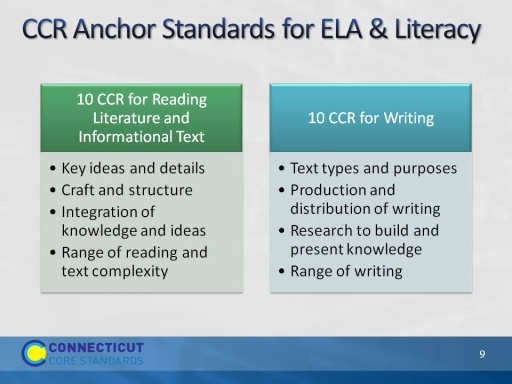 CCR Anchor Standards for ELA & Literacy
10 CCR for Reading
Literature and
Informational Text
• Key ideas and details
• Craft and structure
• Integration of
knowledge and ideas
• Range of reading and
text complexity
10 CCR for Writing
• Text types and purposes
• Production and
distribution of writing
• Research to build and
present knowledge
• Range of writing
CONNECTICUT
CORE STANDARDS
9